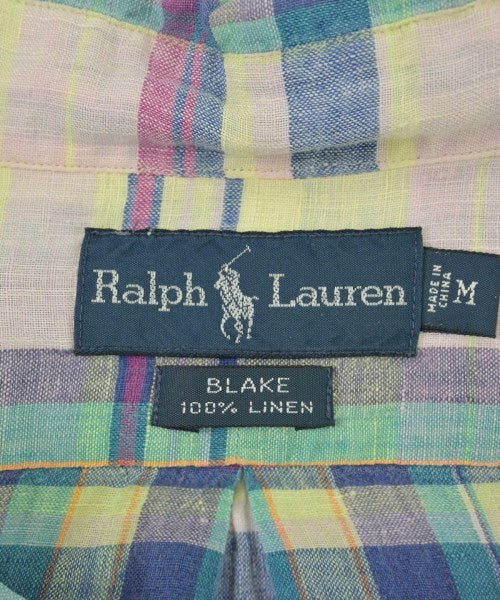 Ralph Lauren
MADE IN
CHINA
M
BLAKE
100% LINEN